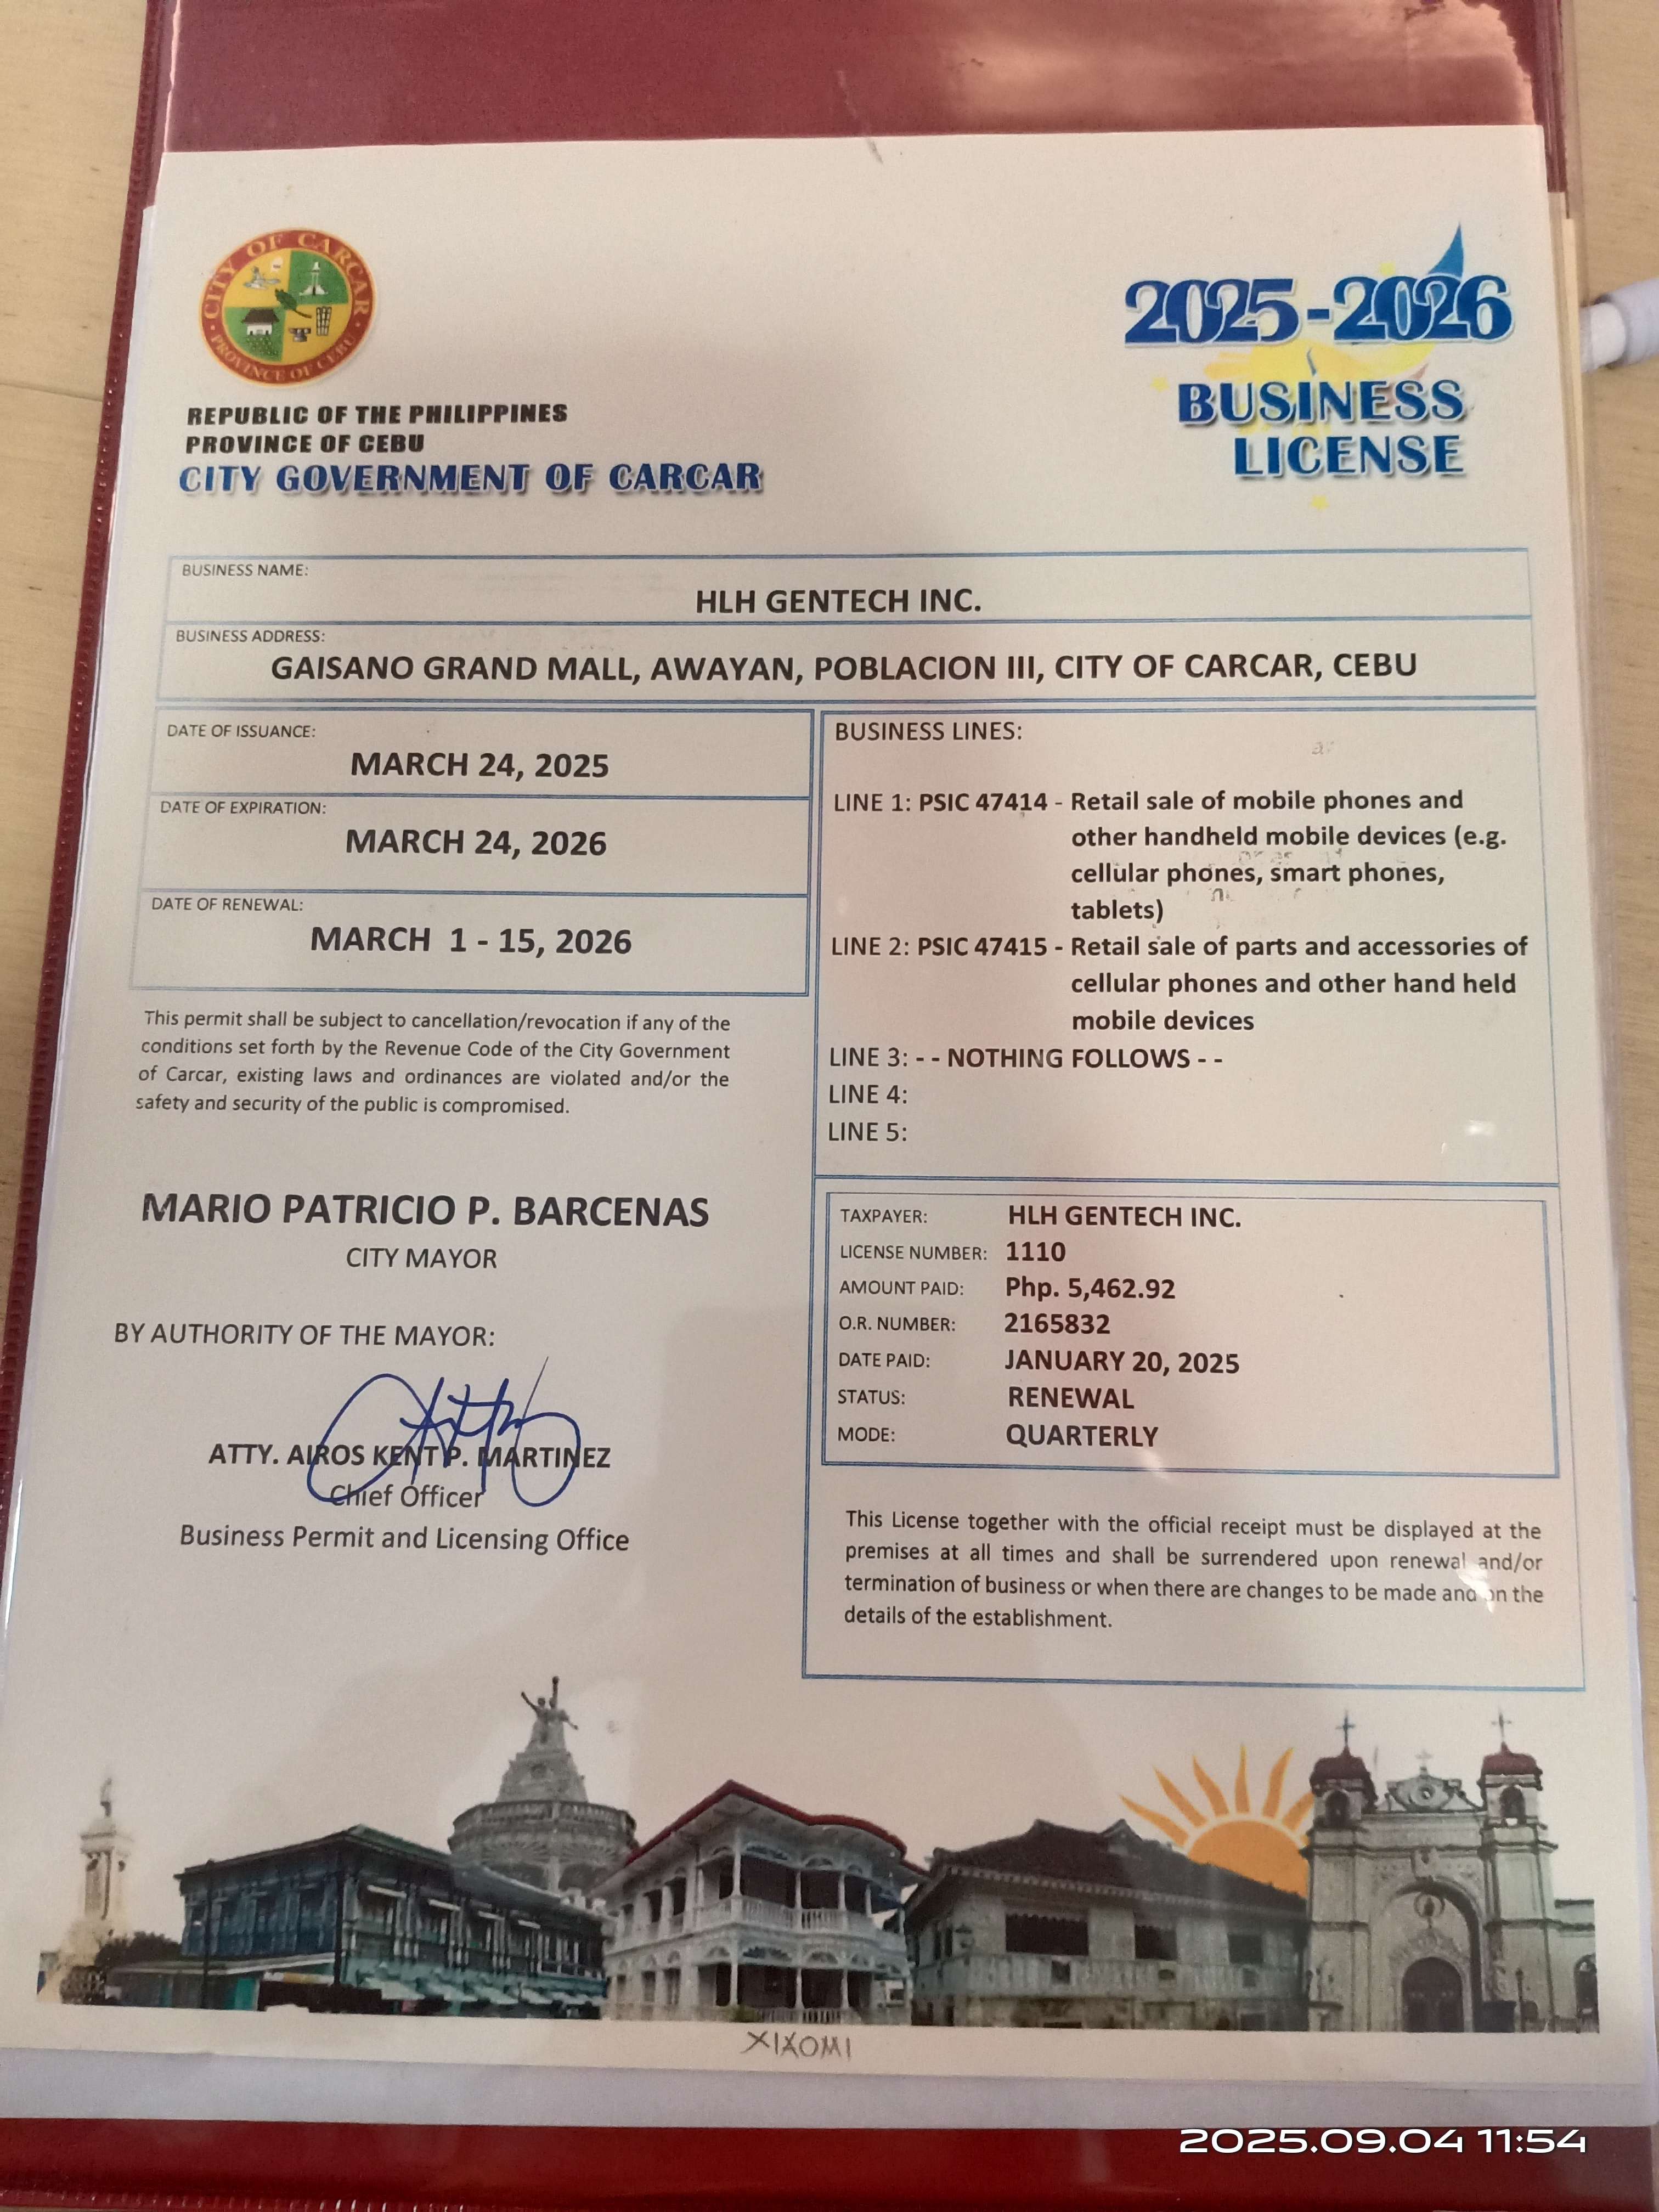 CITY OF CARCAR
PROVINCE OF CEBU
REPUBLIC OF THE PHILIPPINES
PROVINCE OF CEBU
CITY GOVERNMENT OF CARCAR
2025-2026
BUSINESS
LICENSE
BUSINESS NAME:
HLH GENTECH INC.
BUSINESS ADDRESS:
GAISANO GRAND MALL, AWAYAN, POBLACION III, CITY OF CARCAR, CEBU
DATE OF ISSUANCE:
MARCH 24, 2025
DATE OF EXPIRATION:
MARCH 24, 2026
DATE OF RENEWAL:
MARCH 1 - 15, 2026
This permit shall be subject to cancellation/revocation if any of the
conditions set forth by the Revenue Code of the City Government
of Carcar, existing laws and ordinances are violated and/or the
safety and security of the public is compromised.
MARIO PATRICIO P. BARCENAS
CITY MAYOR
BY AUTHORITY OF THE MAYOR:
ATTY. AIROS KENT P. MARTINEZ
Chief Officer
Business Permit and Licensing Office
BUSINESS LINES:
LINE 1: PSIC 47414 - Retail sale of mobile phones and
other handheld mobile devices (e.g.
cellular phones, smart phones,
tablets)
LINE 2: PSIC 47415 - Retail sale of parts and accessories of
cellular phones and other hand held
mobile devices
LINE 3: - - NOTHING FOLLOWS - -
LINE 4:
LINE 5:
TAXPAYER: HLH GENTECH INC.
LICENSE NUMBER: 1110
AMOUNT PAID: Php. 5,462.92
O.R. NUMBER: 2165832
DATE PAID: JANUARY 20, 2025
STATUS: RENEWAL
MODE: QUARTERLY
This License together with the official receipt must be displayed at the
premises at all times and shall be surrendered upon renewal and/or
termination of business or when there are changes to be made and on the
details of the establishment.
XIAOMI
2025.09.04 11:54